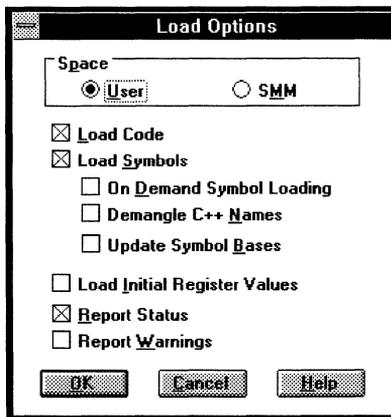 Load Options
Space
User SMM
Load Code
Load Symbols
On Demand Symbol Loading
Demangle C++ Names
Update Symbol Bases
Load Initial Register Values
Report Status
Report Warnings
OK Cancel Help